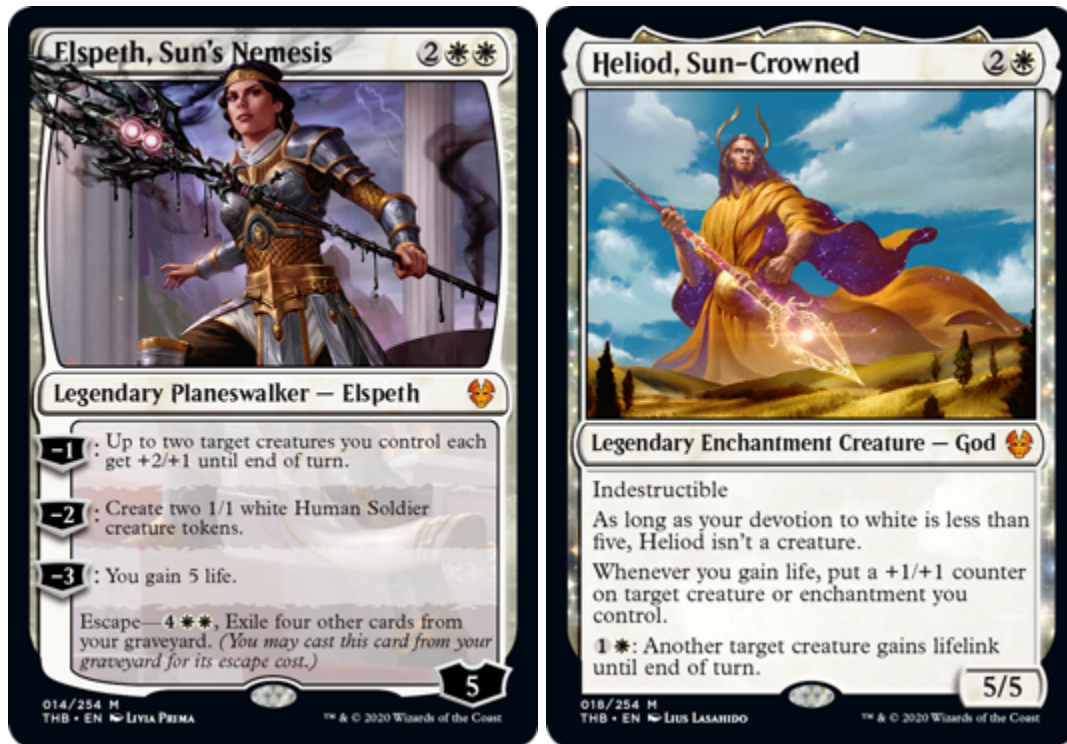 Elspeth, Sun's Nemesis 2
Legendary Planeswalker — Elspeth
-1: Up to two target creatures you control each
get +2/+1 until end of turn.
-2: Create two 1/1 white Human Soldier
creature tokens.
-3: You gain 5 life.
Escape—4, Exile four other cards from
your graveyard. (You may cast this card from your
graveyard for its escape cost.)
5
014/254 M
THB • EN Livia Prima
™ & © 2020 Wizards of the Coast
Heliod, Sun-Crowned 2
Legendary Enchantment Creature — God
Indestructible
As long as your devotion to white is less than
five, Heliod isn't a creature.
Whenever you gain life, put a +1/+1 counter
on target creature or enchantment you
control.
1: Another target creature gains lifelink
until end of turn.
5/5
018/254 M
THB • EN Lius Lasahido
™ & © 2020 Wizards of the Coast